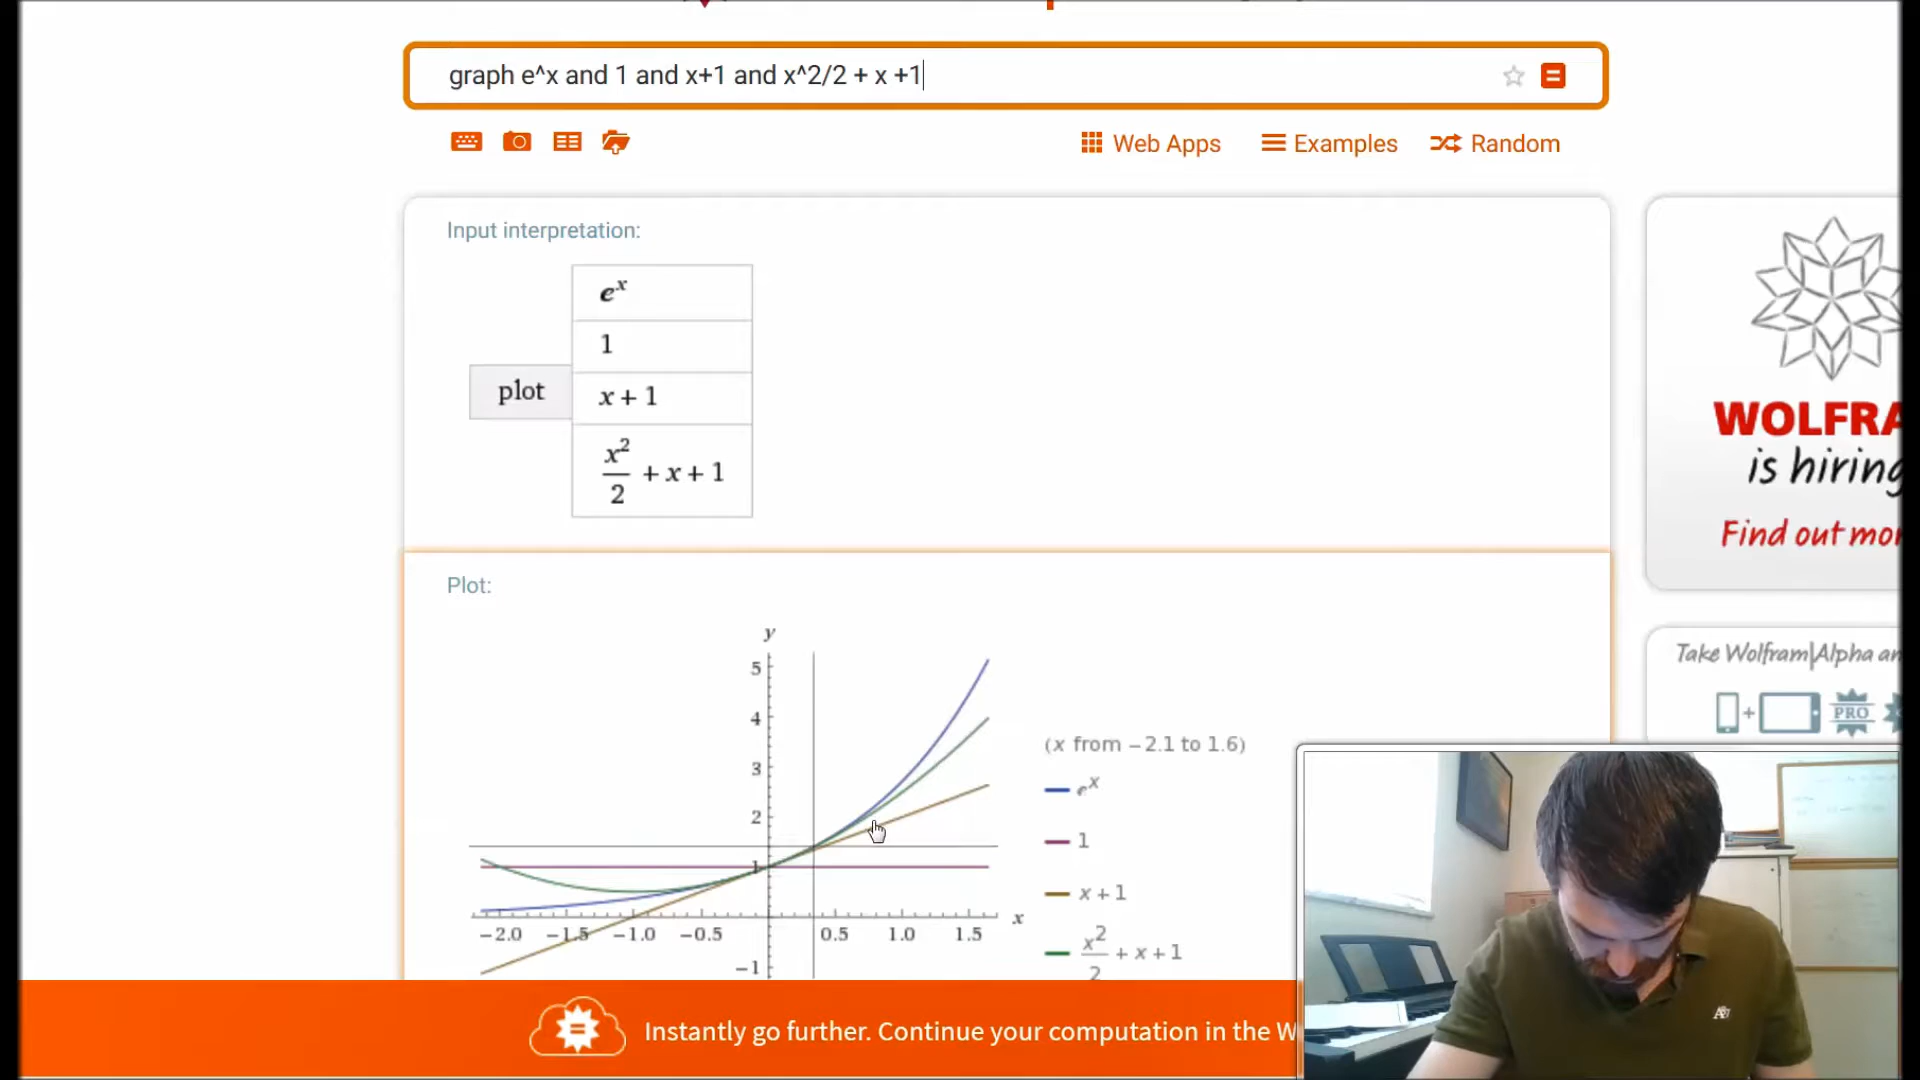 graph e^x and 1 and x+1 and x^2/2 + x +1
Web Apps
Examples
Random
Input interpretation:
plot
e^x
1
x + 1
x^2/2 + x + 1
WOLFRA
is hiring
Find out mor
Plot:
y
5
4
3
2
1
−1
−2.0 −1.5 −1.0 −0.5 0.5 1.0 1.5 x
(x from −2.1 to 1.6)
e^x
1
x + 1
x^2/2 + x + 1
Take Wolfram|Alpha an
+ PRO
Instantly go further. Continue your computation in the W